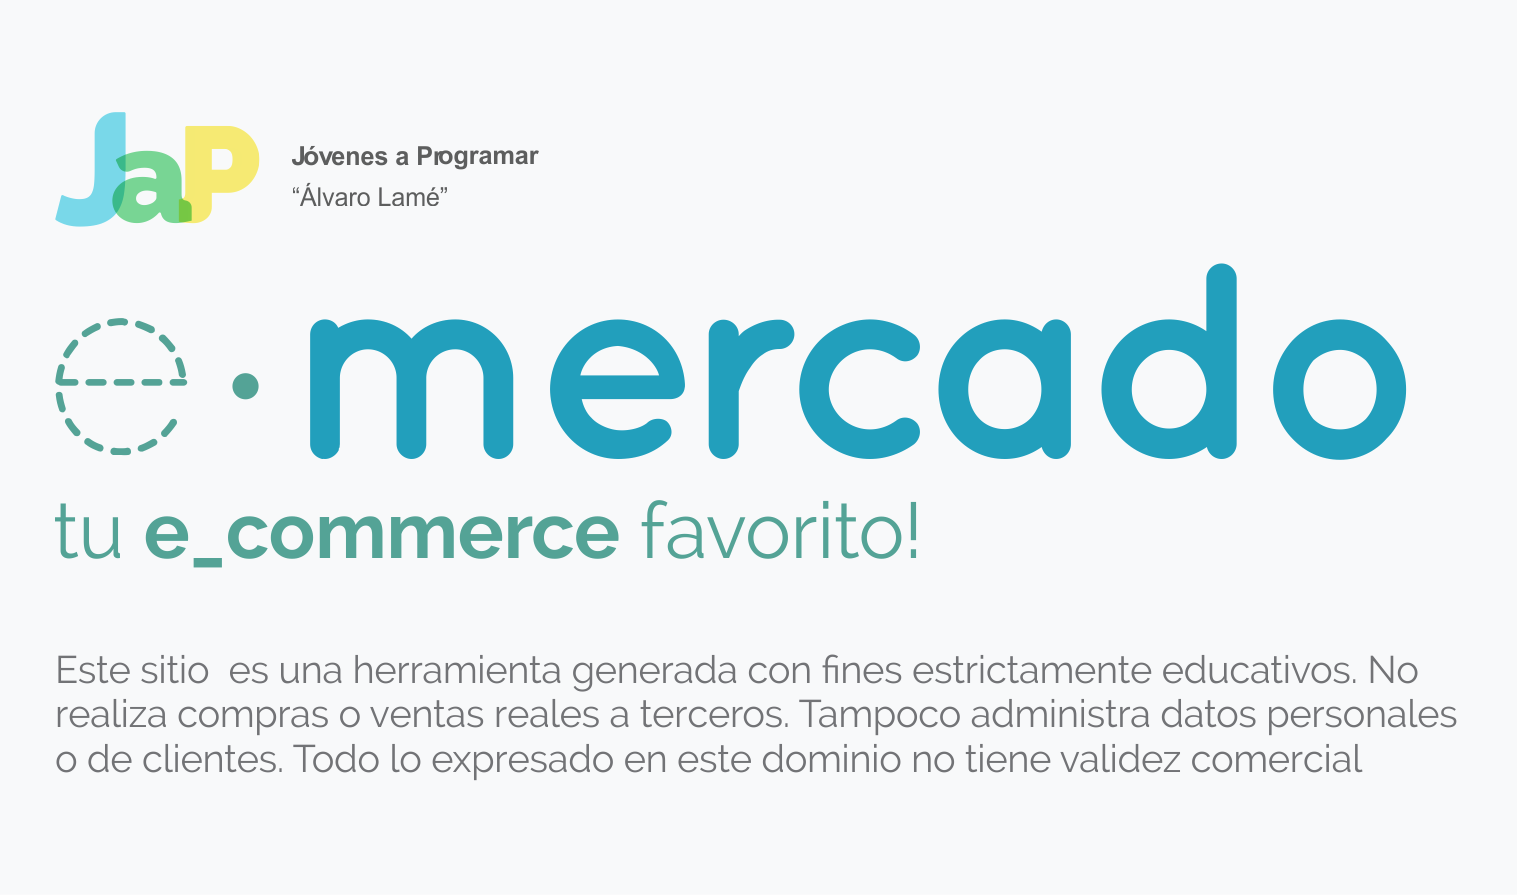 JaP
Jóvenes a Programar
“Álvaro Lamé”
e · mercado
tu e_commerce favorito!
Este sitio  es una herramienta generada con fines estrictamente educativos. No
realiza compras o ventas reales a terceros. Tampoco administra datos personales
o de clientes. Todo lo expresado en este dominio no tiene validez comercial